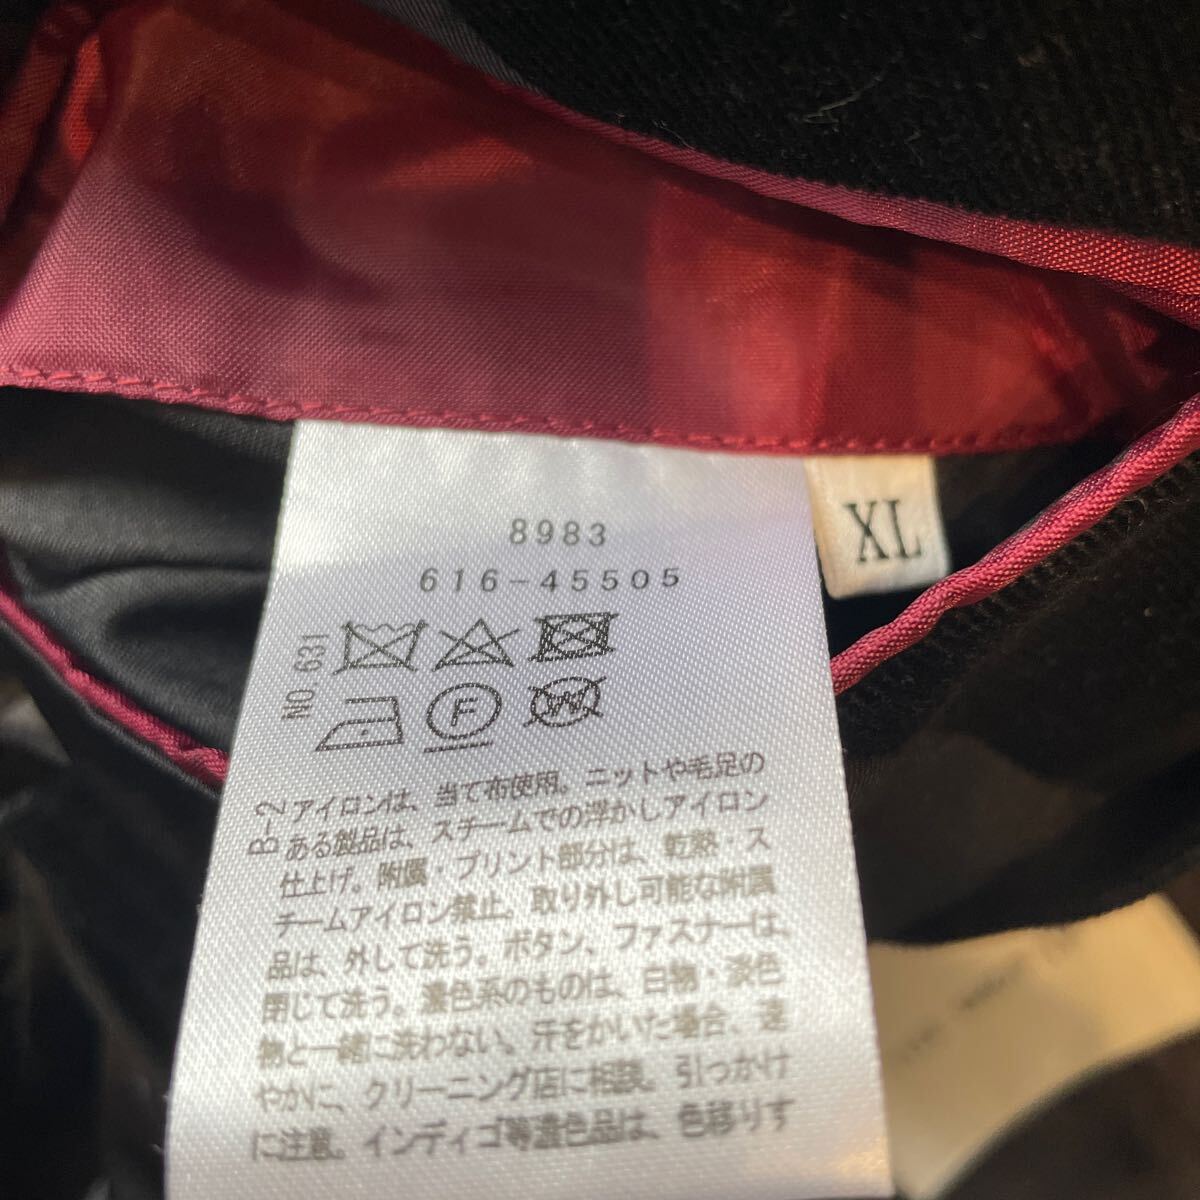 8983
616-45505
XL
NO.631
F
W
B-2
アイロンは、当て布使用。ニットや毛足の
ある製品は、スチームでの浮かしアイロン
仕上げ。附属・プリント部分は、乾熱・ス
チームアイロン禁止。取り外し可能な附属
品は、外して洗う。ボタン、ファスナーは、
閉じて洗う。濃色系のものは、白物・淡色
物と一緒に洗わない。汗をかいた場合、速
やかに、クリーニング店に相談。引っかけ
に注意。インディゴ等濃色品は、色移りす